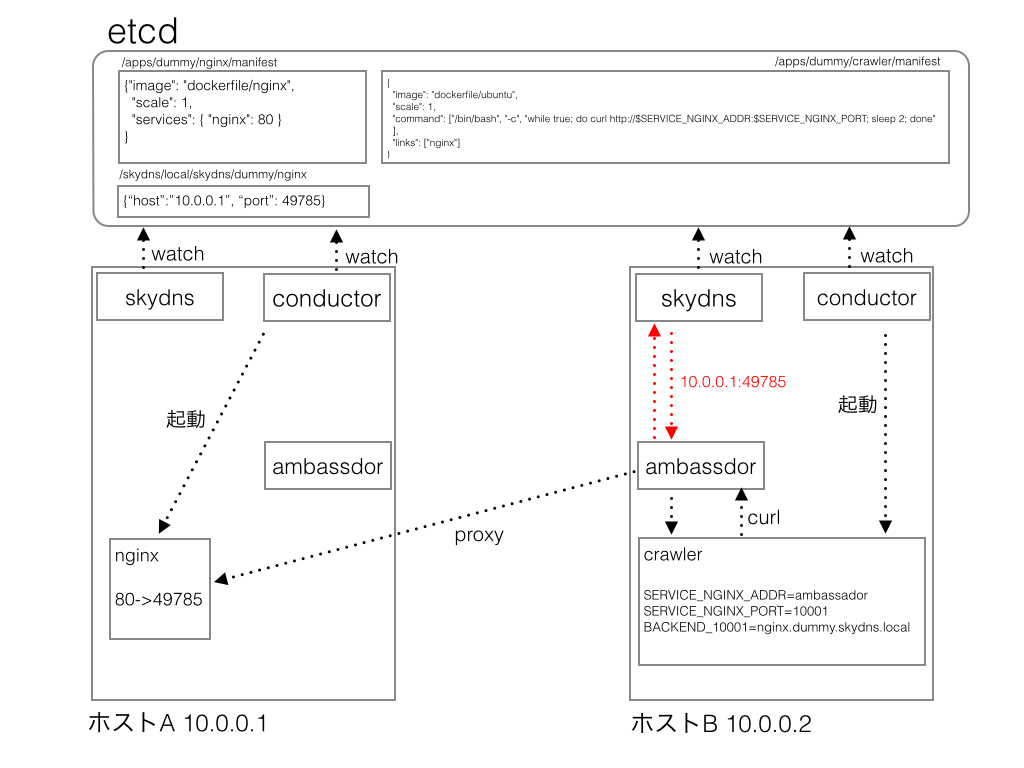 etcd
/apps/dummy/nginx/manifest
{"image": "dockerfile/nginx",
"scale": 1,
"services": { "nginx": 80 }
}
/apps/dummy/crawler/manifest
{
"image": "dockerfile/ubuntu",
"scale": 1,
"command": ["/bin/bash", "-c", "while true; do curl http://$SERVICE_NGINX_ADDR:$SERVICE_NGINX_PORT; sleep 2; done"
],
"links": ["nginx"]
}
/skydns/local/skydns/dummy/nginx
{“host”:”10.0.0.1”, “port”: 49785}
watch
watch
watch
watch
skydns
conductor
skydns
conductor
10.0.0.1:49785
起動
起動
ambassdor
ambassdor
curl
proxy
nginx
80->49785
crawler
SERVICE_NGINX_ADDR=ambassador
SERVICE_NGINX_PORT=10001
BACKEND_10001=nginx.dummy.skydns.local
ホストA 10.0.0.1
ホストB 10.0.0.2